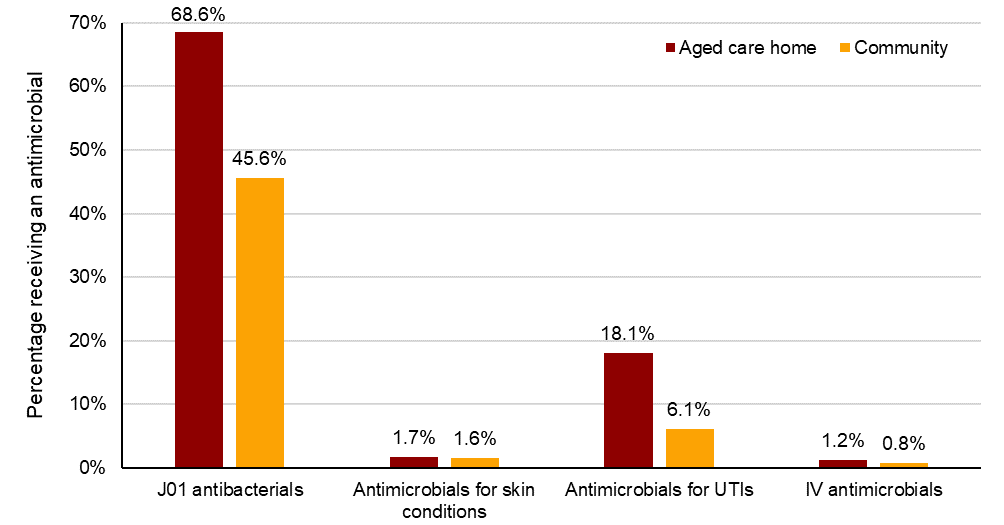 Percentage receiving an antimicrobial
70%
60%
50%
40%
30%
20%
10%
0%
Aged care home
Community
68.6%
45.6%
1.7%
1.6%
18.1%
6.1%
1.2%
0.8%
J01 antibacterials
Antimicrobials for skin
conditions
Antimicrobials for UTIs
IV antimicrobials